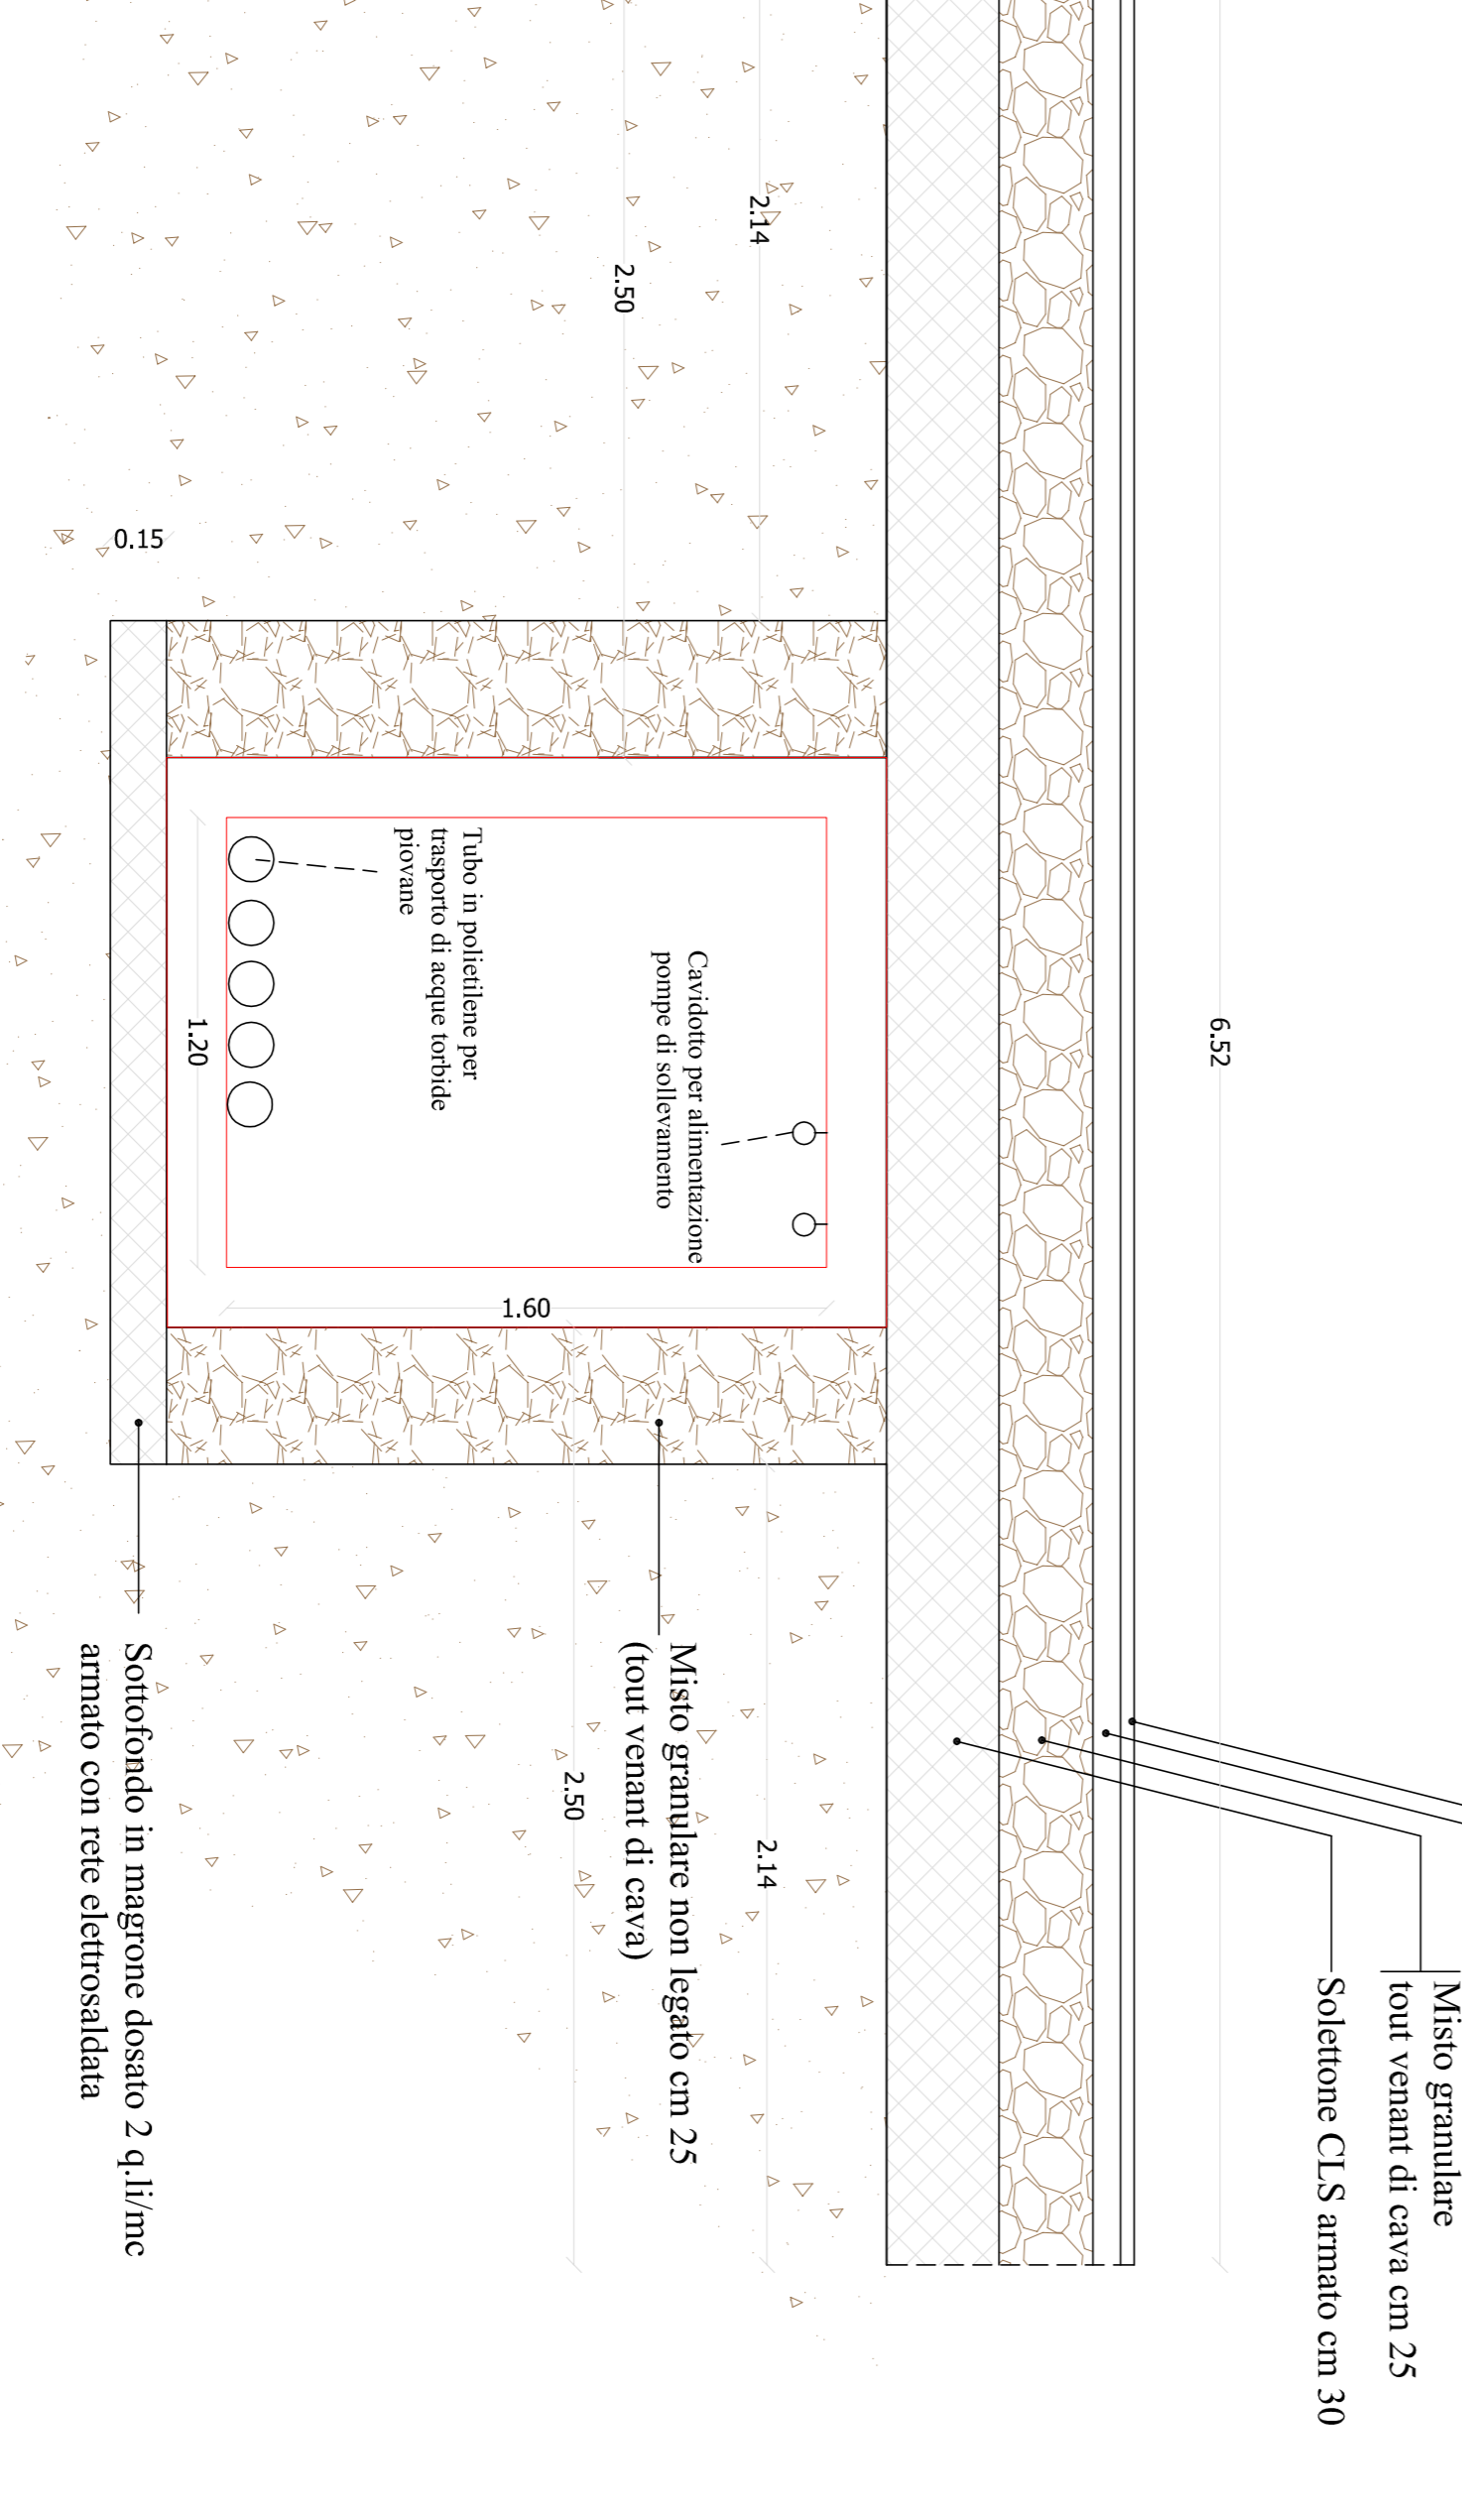 6.52
2.14
2.50
0.15
Misto granulare
tout venant di cava cm 25
Solettone CLS armato cm 30
Cavidotto per alimentazione
pompe di sollevamento
Tubo in polietilene per
trasporto di acque torbide
piovane
1.20
1.60
2.14
2.50
Misto granulare non legato cm 25
(tout venant di cava)
Sottofondo in magrone dosato 2 q.li/mc
armato con rete elettrosaldata